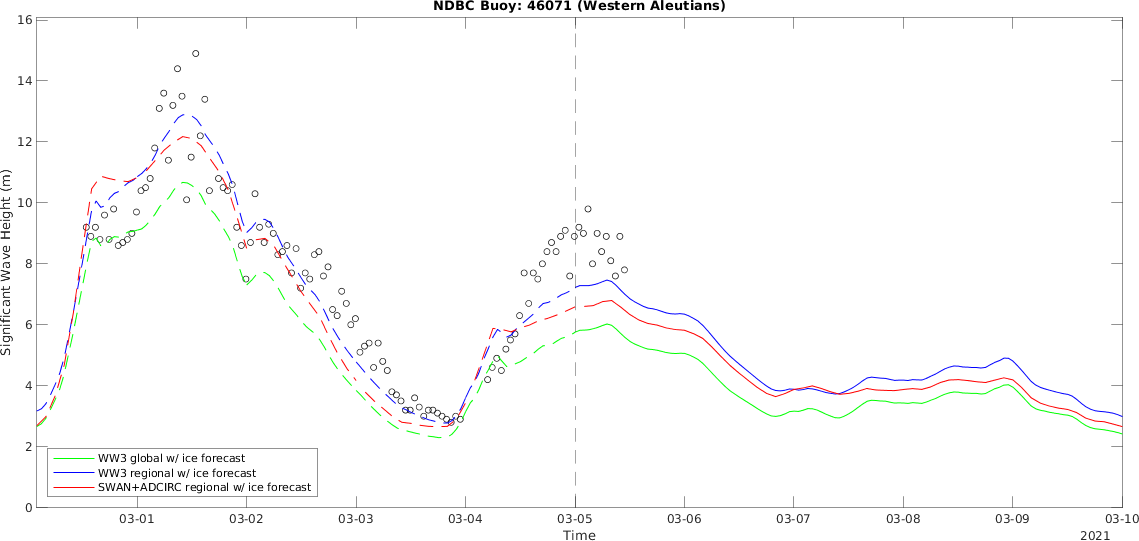 NDBC Buoy: 46071 (Western Aleutians)
16
14
12
10
8
6
4
2
0
Significant Wave Height (m)
WW3 global w/ ice forecast
WW3 regional w/ ice forecast
SWAN+ADCIRC regional w/ ice forecast
03-01 03-02 03-03 03-04 03-05 03-06 03-07 03-08 03-09 03-10
Time
2021